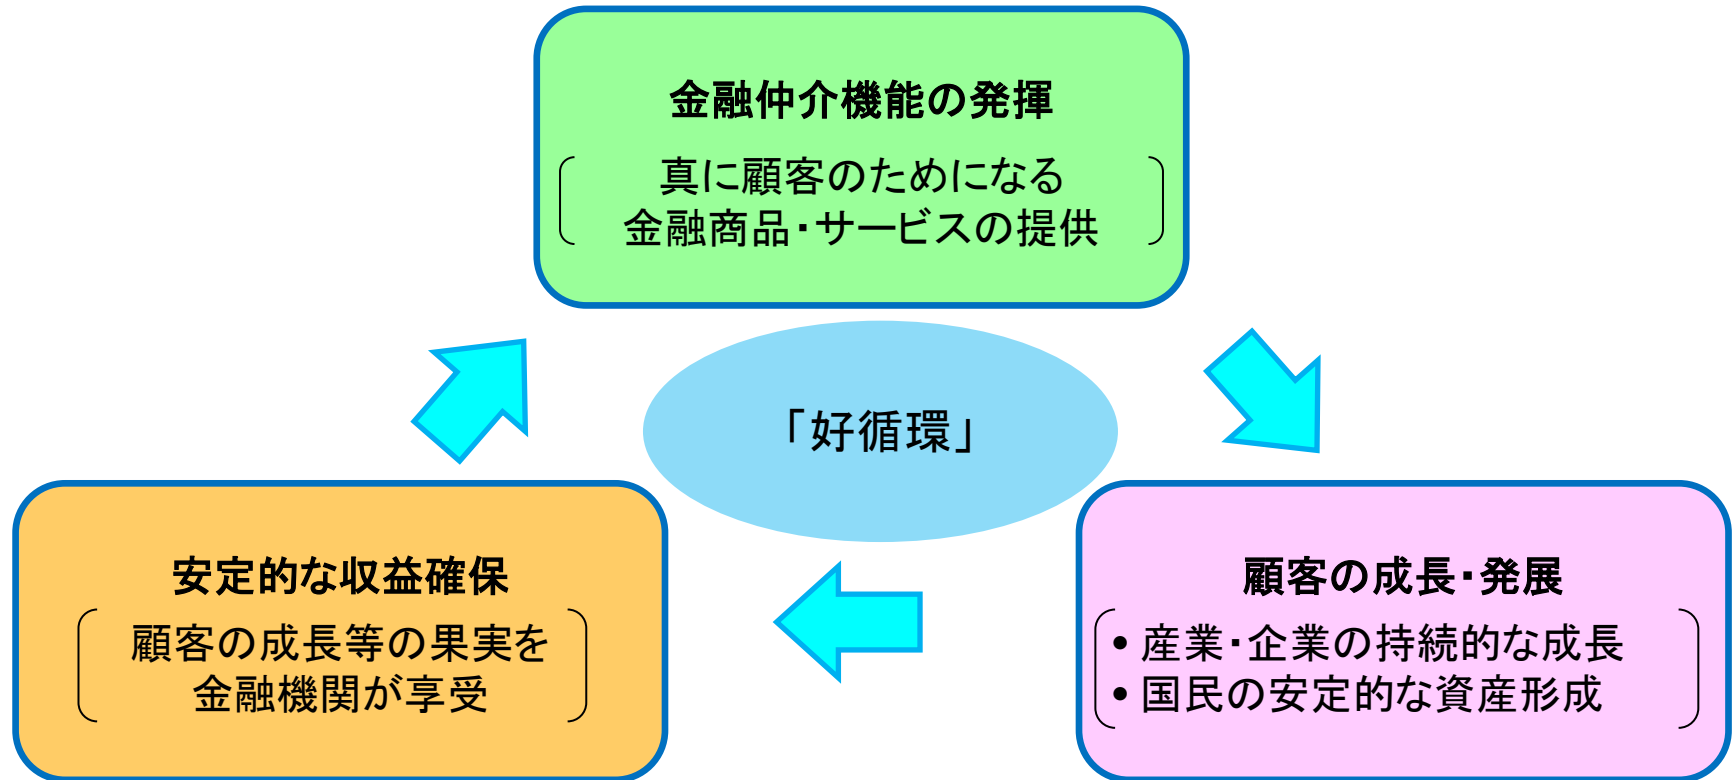 金融仲介機能の発揮
真に顧客のためになる
金融商品・サービスの提供
「好循環」
安定的な収益確保
顧客の成長等の果実を
金融機関が享受
顧客の成長・発展
• 産業・企業の持続的な成長
• 国民の安定的な資産形成